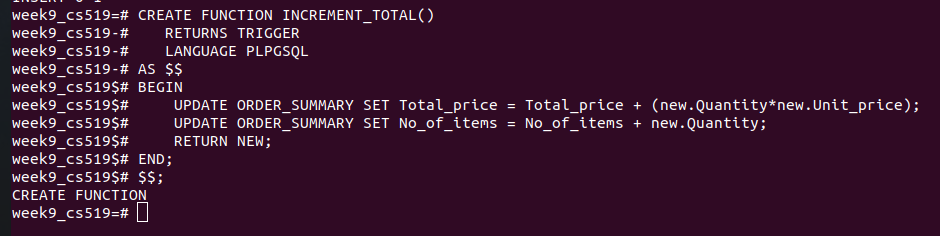 week9_cs519=# CREATE FUNCTION INCREMENT_TOTAL()
week9_cs519-#    RETURNS TRIGGER
week9_cs519-#    LANGUAGE PLPGSQL
week9_cs519-# AS $$
week9_cs519$# BEGIN
week9_cs519$#     UPDATE ORDER_SUMMARY SET Total_price = Total_price + (new.Quantity*new.Unit_price);
week9_cs519$#     UPDATE ORDER_SUMMARY SET No_of_items = No_of_items + new.Quantity;
week9_cs519$#     RETURN NEW;
week9_cs519$# END;
week9_cs519$# $$;
CREATE FUNCTION
week9_cs519=#